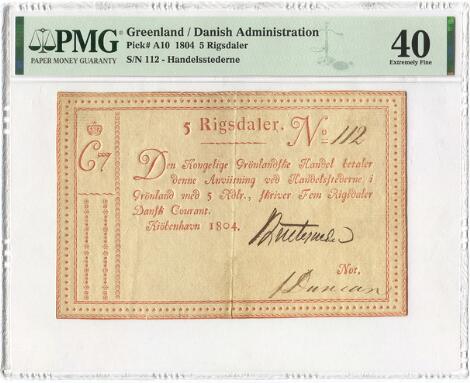 PMG
PAPER MONEY GUARANTY
Greenland / Danish Administration
Pick# A10 1804 5 Rigsdaler
S/N 112 - Handelsstederne
40
Extremely Fine
5 Rigsdaler. No 112
C7
Den Kongelige Grönlandske Handel betaler
denne Anviisning ved Handelsstederne i
Grönland med 5 Rdlr., skriver Fem Rigsdaler
Dansk Courant.
Kiöbenhavn 1804.
Not.
Duncan